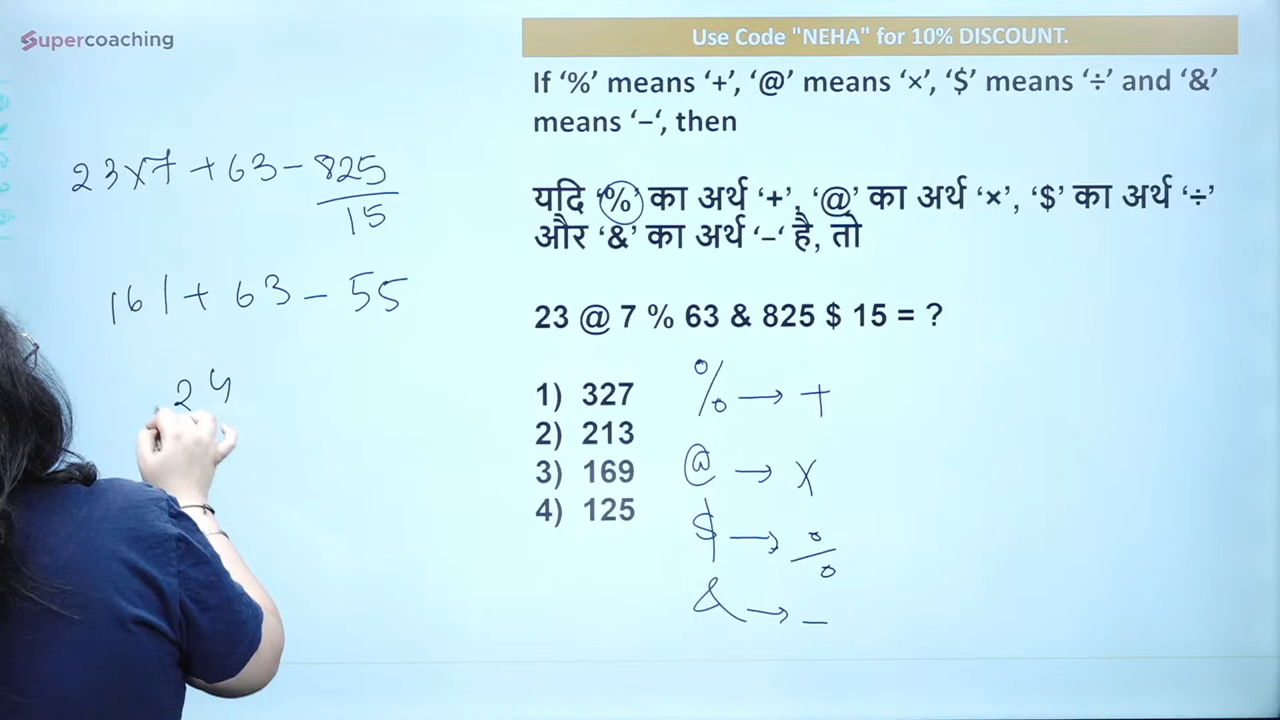 Supercoaching
Use Code "NEHA" for 10% DISCOUNT.
If ‘%’ means ‘+’, ‘@’ means ‘×’, ‘$’ means ‘÷’ and ‘&’
means ‘–‘, then
यदि ‘%’ का अर्थ ‘+’, ‘@’ का अर्थ ‘×’, ‘$’ का अर्थ ‘÷’
और ‘&’ का अर्थ ‘–‘ है, तो
23 @ 7 % 63 & 825 $ 15 = ?
1) 327
2) 213
3) 169
4) 125
23×7 + 63 – 825
15
161 + 63 – 55
24
% → +
@ → ×
$ → ÷
& → –